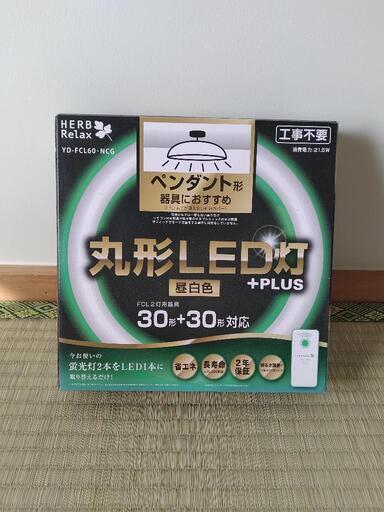 HERB
Relax
YD-FCL60・NCG
工事不要
消費電力:21.5W
ペンダント形
器具におすすめ
丸形LED灯
+PLUS
昼白色
FCL2灯用器具
30形+30形対応
今お使いの
蛍光灯2本をLED1本に
取り替えるだけ!
省エネ
長寿命
2年
保証